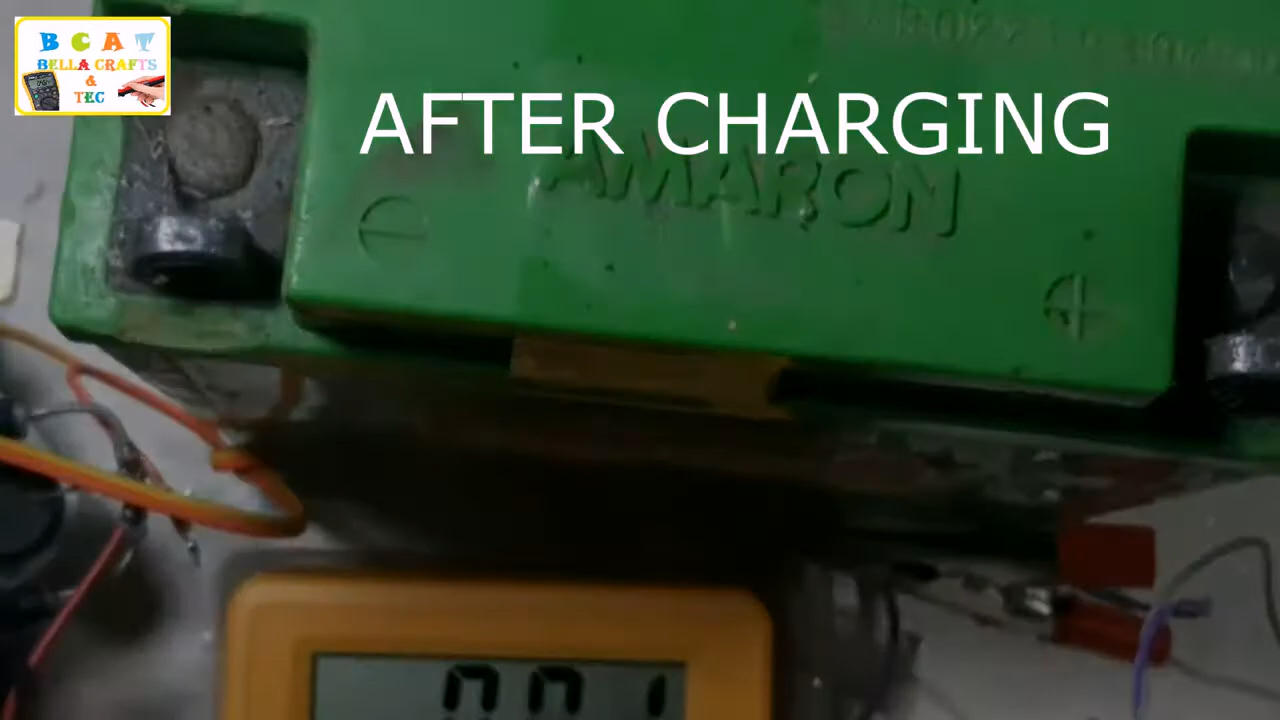 B C A T
BELLA CRAFTS
&
TEC
AFTER CHARGING
AMARON